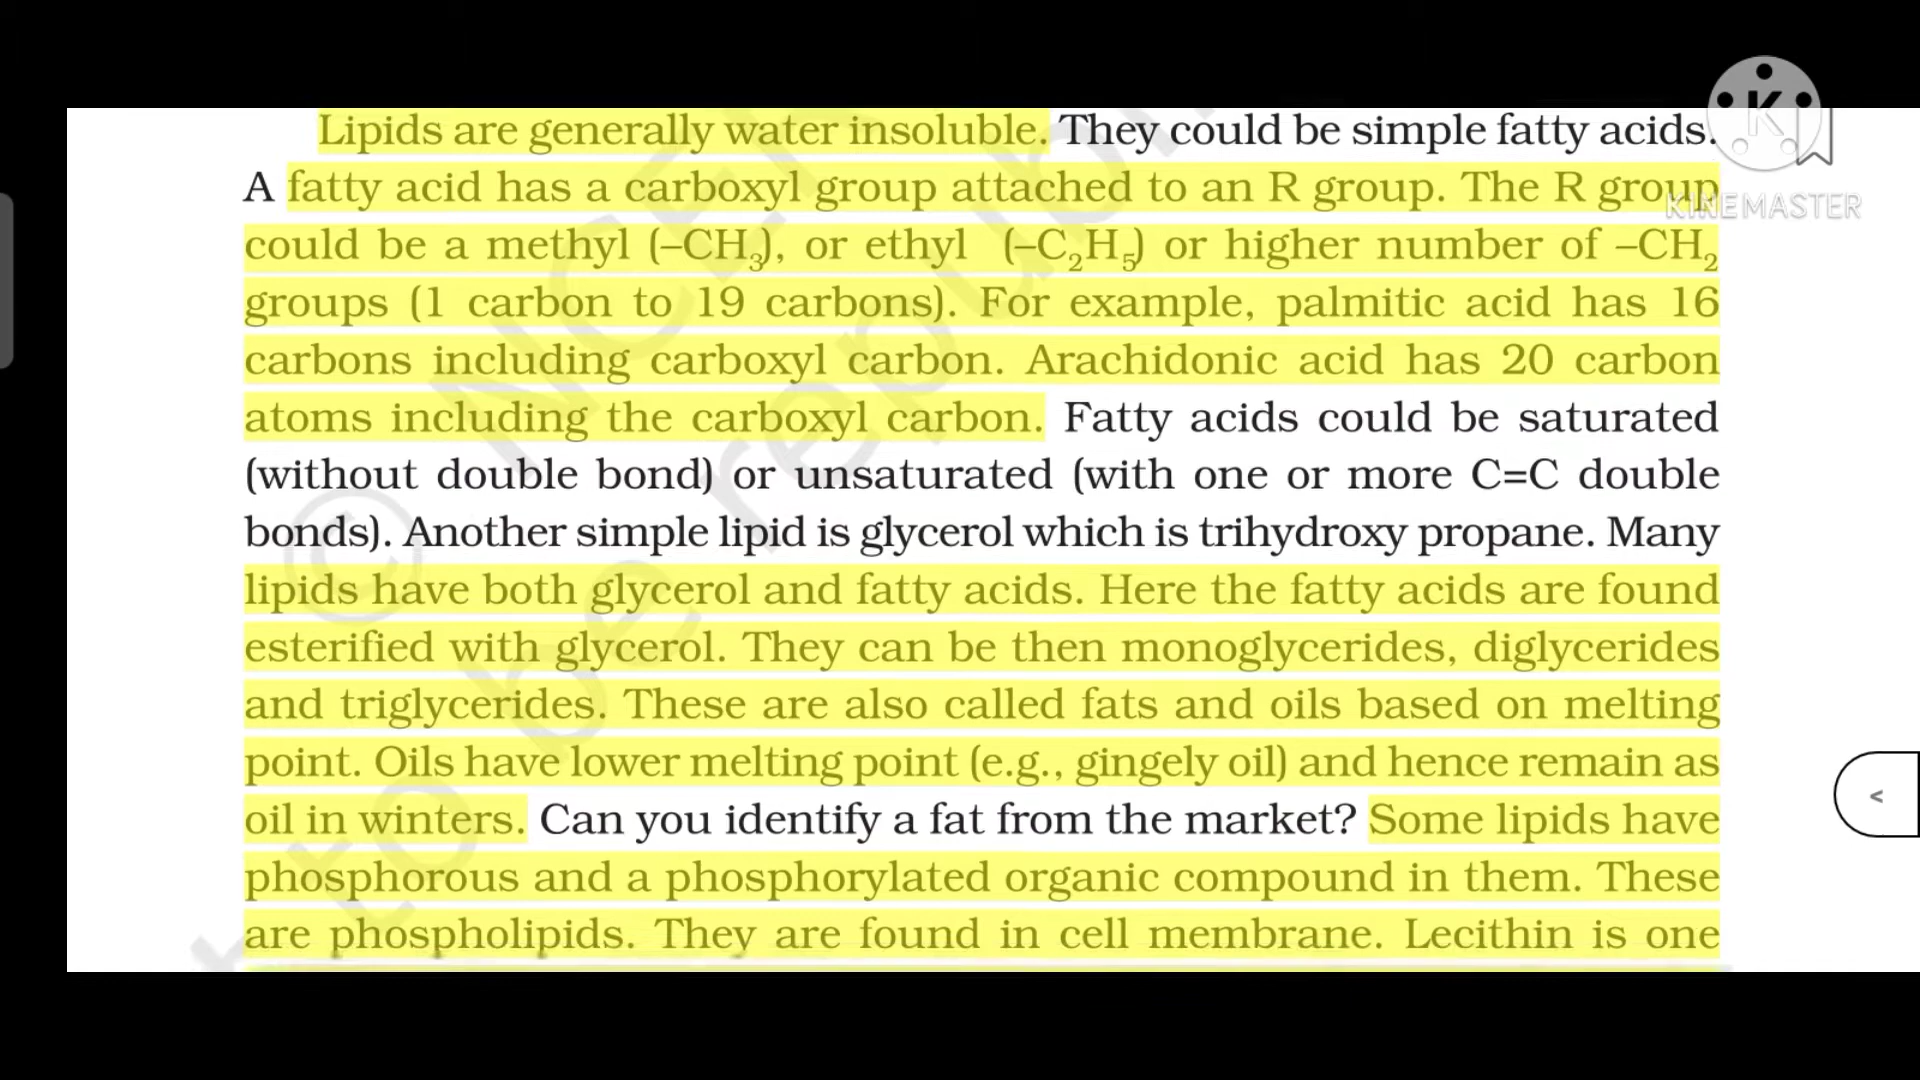 Lipids are generally water insoluble. They could be simple fatty acids.
A fatty acid has a carboxyl group attached to an R group. The R group
could be a methyl (–CH₃), or ethyl (–C₂H₅) or higher number of –CH₂
groups (1 carbon to 19 carbons). For example, palmitic acid has 16
carbons including carboxyl carbon. Arachidonic acid has 20 carbon
atoms including the carboxyl carbon. Fatty acids could be saturated
(without double bond) or unsaturated (with one or more C=C double
bonds). Another simple lipid is glycerol which is trihydroxy propane. Many
lipids have both glycerol and fatty acids. Here the fatty acids are found
esterified with glycerol. They can be then monoglycerides, diglycerides
and triglycerides. These are also called fats and oils based on melting
point. Oils have lower melting point (e.g., gingely oil) and hence remain as
oil in winters. Can you identify a fat from the market? Some lipids have
phosphorous and a phosphorylated organic compound in them. These
are phospholipids. They are found in cell membrane. Lecithin is one
K
KINEMASTER
<